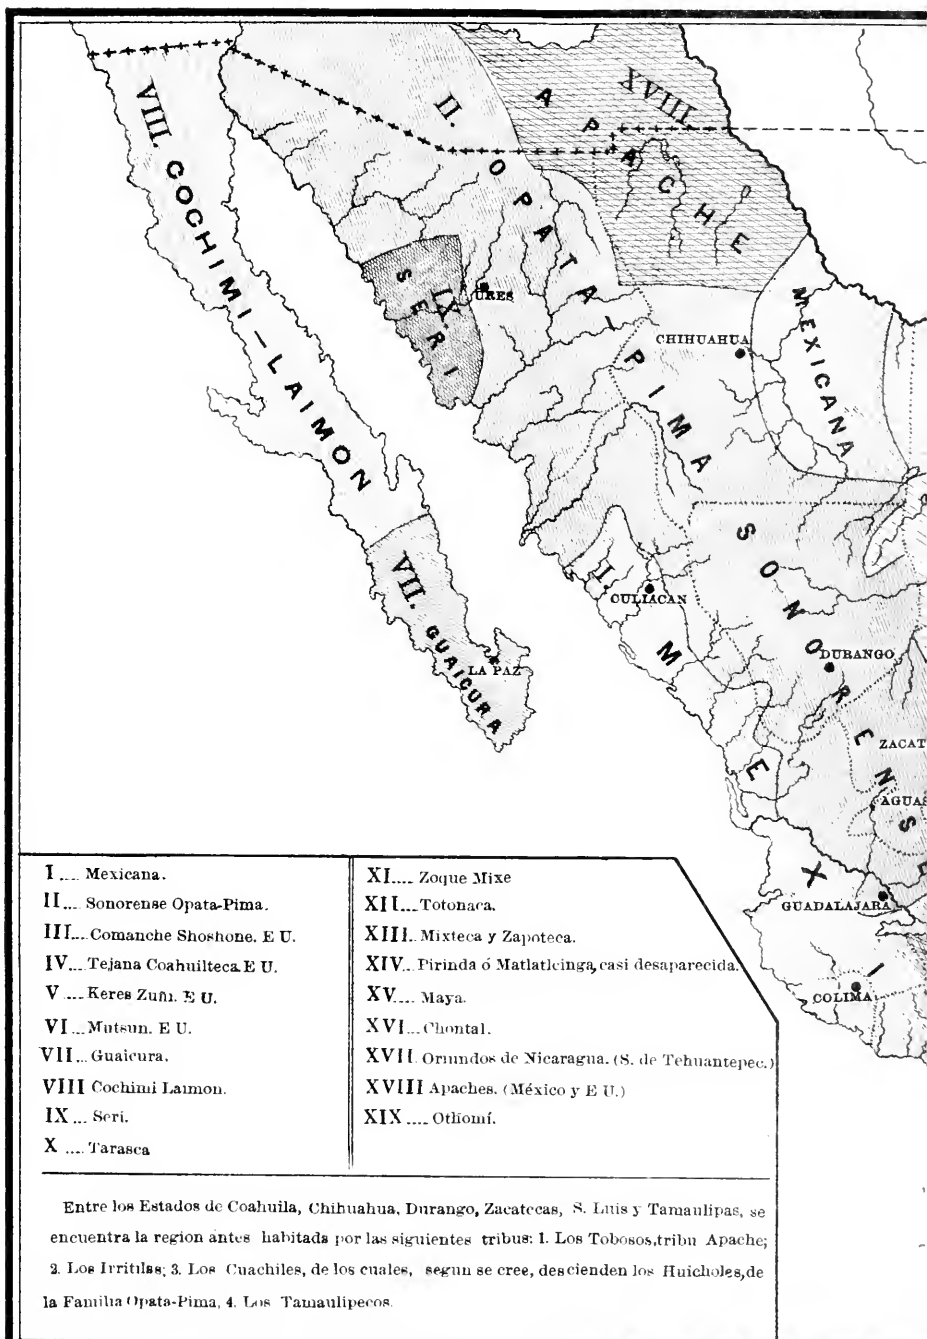 VIII. COCHIMI-LAIMON
II. OPATA-PIMA
XVIII.
APACHE
SERI
IX
URES
CHIHUAHUA
MEXICANA
SONORENSE
I.
CULIACAN
VII. GUAICURA
LA PAZ
DURANGO
ZACAT
AGUAS
MEXI
GUADALAJARA
COLIMA
I .... Mexicana.
II.... Sonorense Opata-Pima.
III.... Comanche Shoshone. E U.
IV... Tejana Coahuilteca. E U.
V .... Keres Zuñi. E U.
VI ... Mutsun. E U.
VII ... Guaicura.
VIII Cochimi Laimon.
IX ... Seri.
X .... Tarasca
XI.... Zoque Mixe
XII.... Totonaca.
XIII. Mixteca y Zapoteca.
XIV... Pirinda ó Matlatlcinga, casi desaparecida.
XV.... Maya.
XVI... Chontal.
XVII. Oriundos de Nicaragua. (S. de Tehuantepec.)
XVIII Apaches. (México y E U.)
XIX .... Othomí.
Entre los Estados de Coahuila, Chihuahua, Durango, Zacatecas, S. Luis y Tamaulipas, se
encuentra la region antes habitada por las siguientes tribus: 1. Los Tobosos, tribu Apache;
2. Los Irritilas; 3. Los Cuachiles, de los cuales, segun se cree, descienden los Huicholes, de
la Familia Opata-Pima, 4. Los Tamaulipecos.